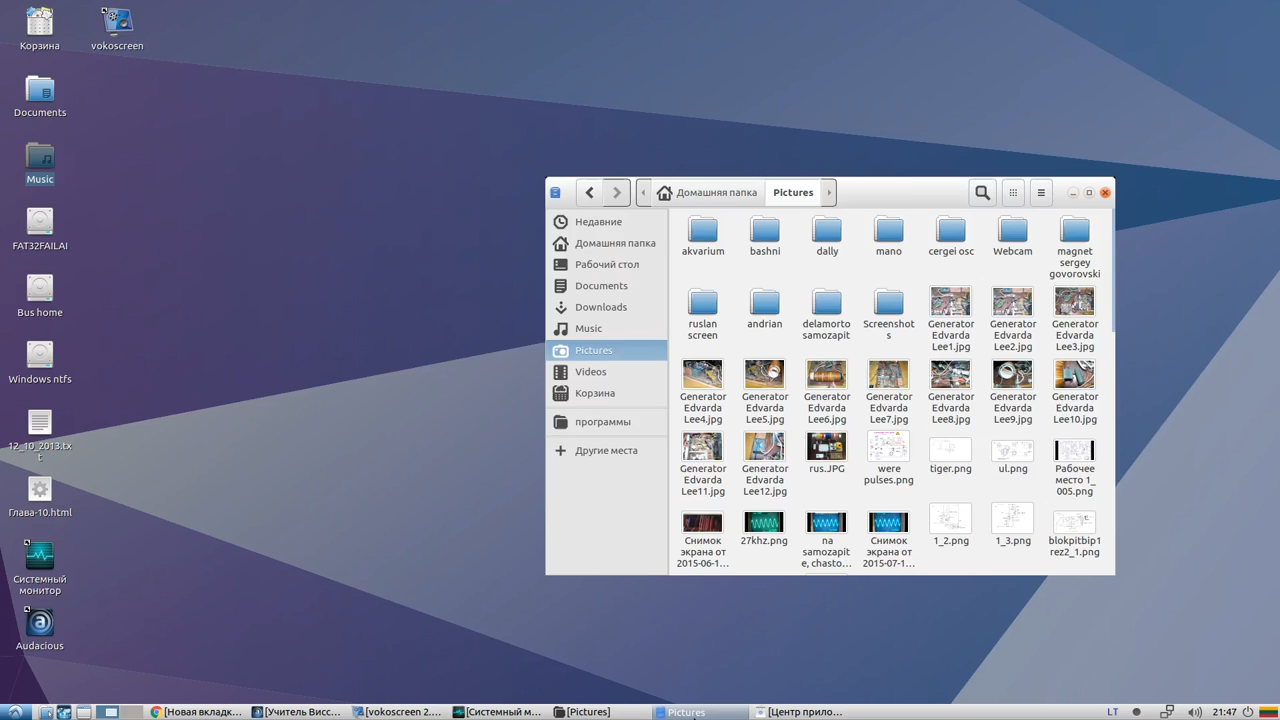 Корзина
vokoscreen
Documents
Music
FAT32FAILAI
Bus home
Windows ntfs
12_10_2013.tx
t
Глава-10.html
Системный
монитор
Audacious
Домашняя папка
Pictures
Недавние
Домашняя папка
Рабочий стол
Documents
Downloads
Music
Pictures
Videos
Корзина
программы
Другие места
akvarium
bashni
dally
mano
cergei osc
Webcam
magnet
sergey
govorovski
ruslan
screen
andrian
delamorto
samozapit
Screenshot
s
Generator
Edvarda
Lee1.jpg
Generator
Edvarda
Lee2.jpg
Generator
Edvarda
Lee3.jpg
Generator
Edvarda
Lee4.jpg
Generator
Edvarda
Lee5.jpg
Generator
Edvarda
Lee6.jpg
Generator
Edvarda
Lee7.jpg
Generator
Edvarda
Lee8.jpg
Generator
Edvarda
Lee9.jpg
Generator
Edvarda
Lee10.jpg
Generator
Edvarda
Lee11.jpg
Generator
Edvarda
Lee12.jpg
rus.JPG
were
pulses.png
tiger.png
ul.png
Рабочее
место 1_
005.png
Снимок
экрана от
2015-06-1...
27khz.png
na
samozapit
e, chasto...
Снимок
экрана от
2015-07-1...
1_2.png
1_3.png
blokpitbip1
rez2_1.png
[Новая вкладк...
[Учитель Висс...
[vokoscreen 2....
[Системный м...
[Pictures]
Pictures
[Центр прило...
LT
21:47